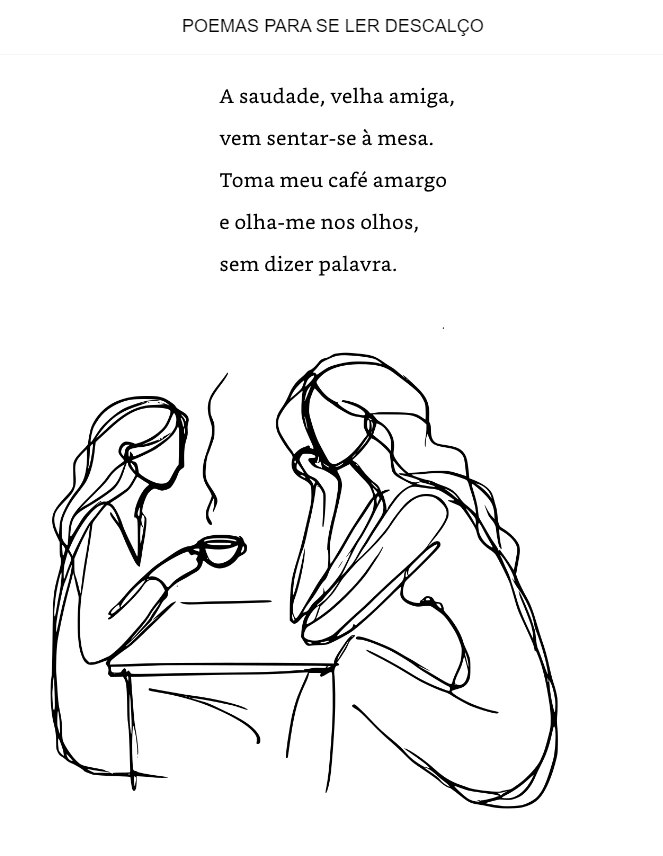 POEMAS PARA SE LER DESCALÇO
A saudade, velha amiga,
vem sentar-se à mesa.
Toma meu café amargo
e olha-me nos olhos,
sem dizer palavra.